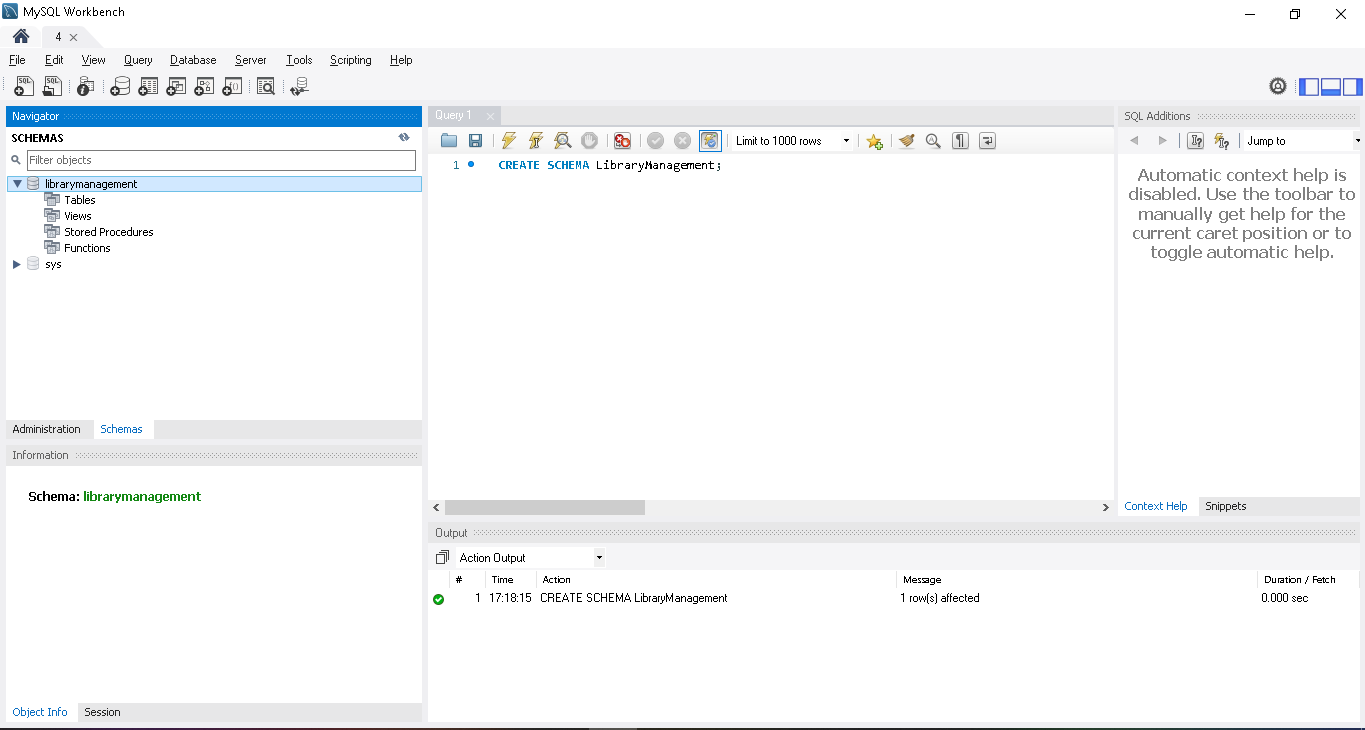 MySQL Workbench
4
File Edit View Query Database Server Tools Scripting Help
Navigator
SCHEMAS
Filter objects
librarymanagement
Tables
Views
Stored Procedures
Functions
sys
Administration Schemas
Information
Schema: librarymanagement
Object Info Session
Query 1
Limit to 1000 rows
1 CREATE SCHEMA LibraryManagement;
SQL Additions
Jump to
Automatic context help is
disabled. Use the toolbar to
manually get help for the
current caret position or to
toggle automatic help.
Context Help Snippets
Output
Action Output
# Time Action Message Duration / Fetch
1 17:18:15 CREATE SCHEMA LibraryManagement 1 row(s) affected 0.000 sec